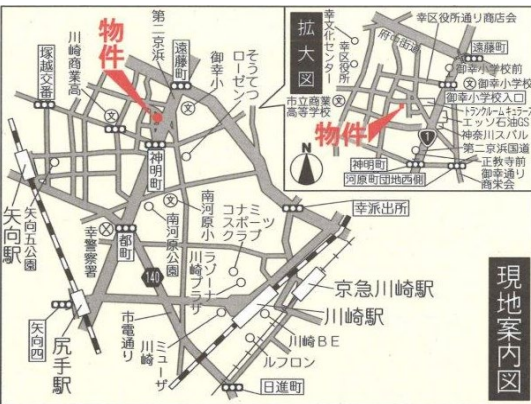 現地案内図
物件
第二京浜
遠藤町
御幸小
そうてつローゼン
川崎商業高
塚越交番
神明町
南河原小
南河原公園
コスナボラ
ミーツプ
幸派出所
矢向駅
矢向五公園
幸警察署
都町
140
ラゾーナ川崎プラザ
京急川崎駅
川崎駅
川崎BE
ルフロン
ミューザ川崎
市電通り
矢向四
尻手駅
日進町
拡大図
幸区役所通り商店会
幸文化センター
幸区役所
府中街道
遠藤町
御幸小学校前
御幸小学校
御幸小学校入口
トランクルームキュラーズ
エッソ石油GS
神奈川スバル
第二京浜国道
市立商業高等学校
物件
1
N
神明町
河原町団地西側
正教寺前
御幸通り商栄会